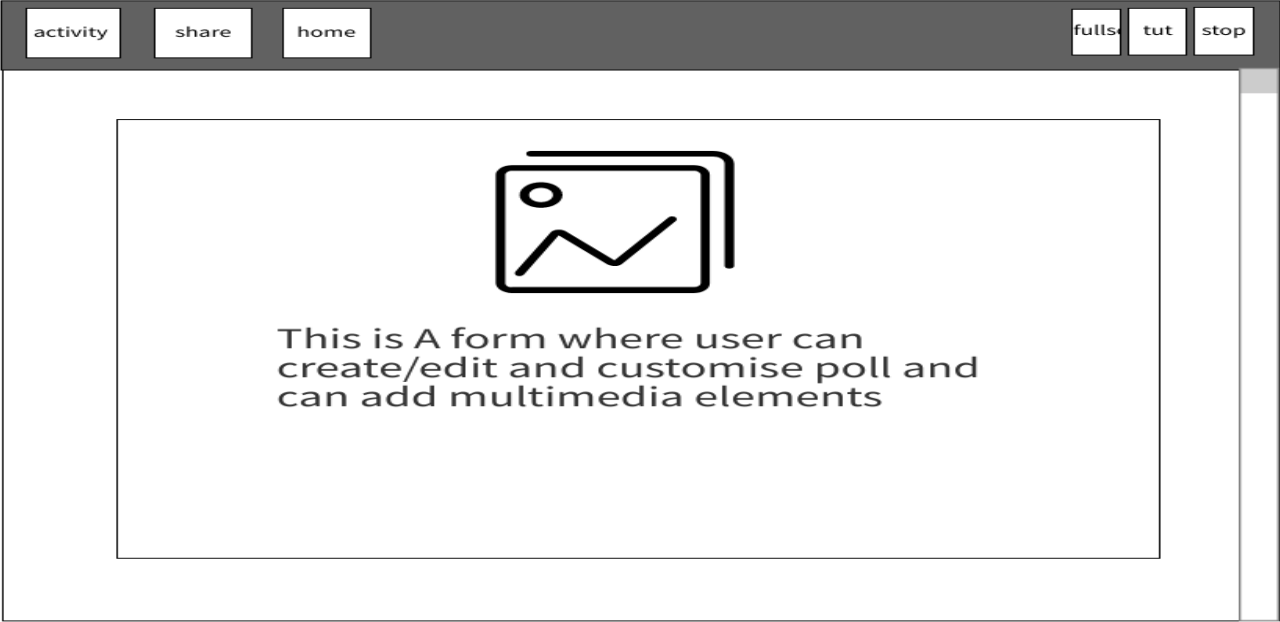 activity
share
home
fulls
tut
stop
This is A form where user can
create/edit and customise poll and
can add multimedia elements